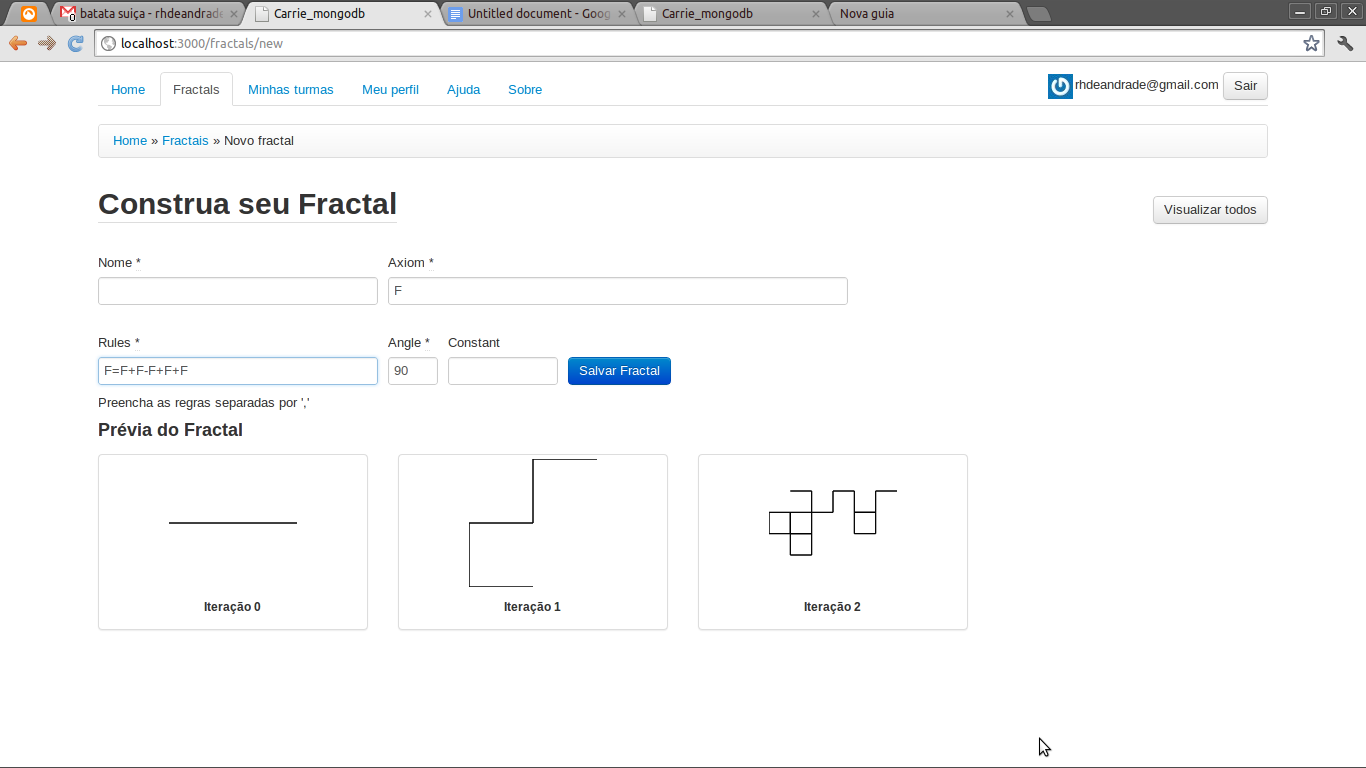 batata suiça - rhdeandrade Carrie_mongodb Untitled document - Goog Carrie_mongodb Nova guia
localhost:3000/fractals/new
Home Fractals Minhas turmas Meu perfil Ajuda Sobre rhdeandrade@gmail.com Sair
Home » Fractais » Novo fractal
Construa seu Fractal Visualizar todos
Nome * Axiom *
F
Rules * Angle * Constant
F=F+F-F+F+F 90 Salvar Fractal
Preencha as regras separadas por ','
Prévia do Fractal
Iteração 0 Iteração 1 Iteração 2